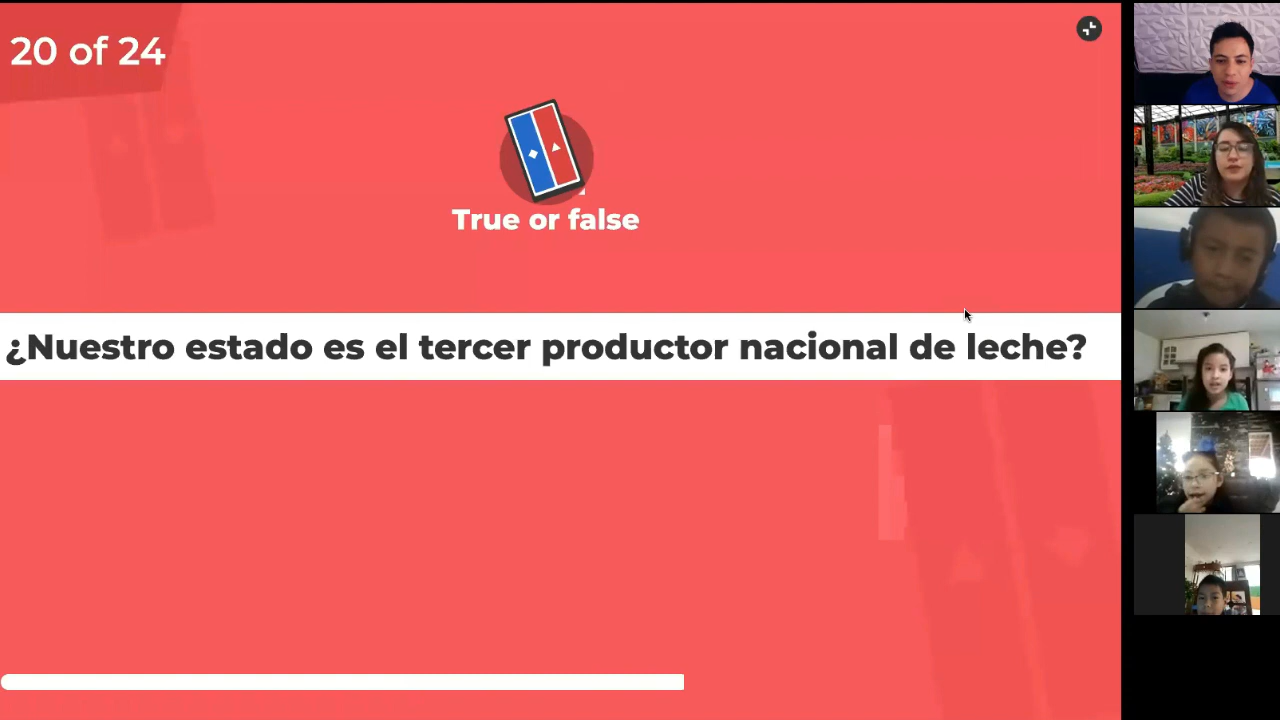 20 of 24
True or false
¿Nuestro estado es el tercer productor nacional de leche?